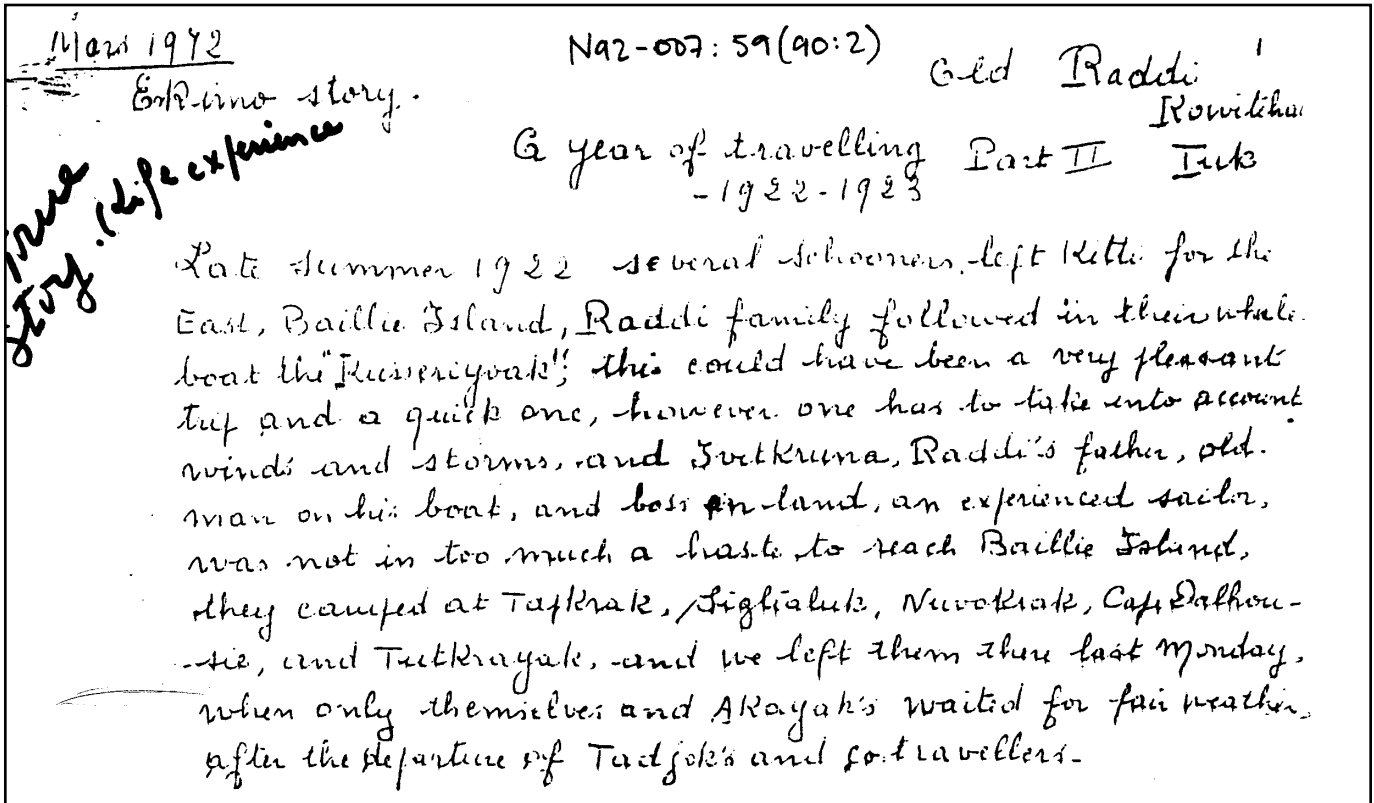 Mars 1972
N92-007: 59(90:2)
Old Raddi 1
Eskimo story.
Kowitchu
A year of travelling Part II Tuk
-1922-1923
True story. (Life experience
Late summer 1922 several schooners left Kitti for the
East, Baillie Island, Raddi family followed in their whale
boat the "Kusseriyoak"; this could have been a very pleasant
trip and a quick one, however one has to take into account
winds and storms, and Ivitkruna, Raddi's father, old.
man on his boat, and boss on land, an experienced sailor,
was not in too much a haste to reach Baillie Island,
they camped at Tapkrak, Siglialuk, Nuvokrak, Cape Dalhou-
-sie, and Tutkrayak, and we left them there last Monday,
when only themselves and Akayak's waited for fair weather,
after the departure of Tadjok's and co. travellers-